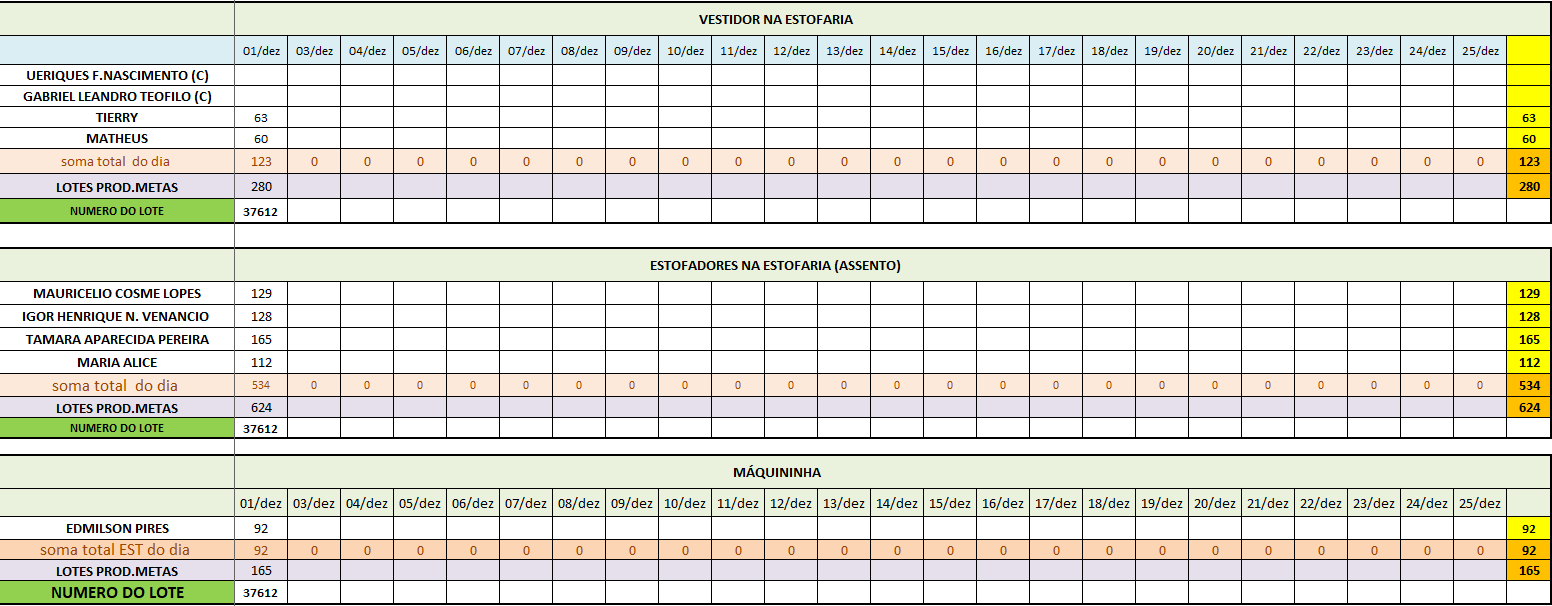 VESTIDOR NA ESTOFARIA
01/dez 03/dez 04/dez 05/dez 06/dez 07/dez 08/dez 09/dez 10/dez 11/dez 12/dez 13/dez 14/dez 15/dez 16/dez 17/dez 18/dez 19/dez 20/dez 21/dez 22/dez 23/dez 24/dez 25/dez
UERIQUES F.NASCIMENTO (C)
GABRIEL LEANDRO TEOFILO (C)
TIERRY 63 63
MATHEUS 60 60
soma total do dia 123 0 0 0 0 0 0 0 0 0 0 0 0 0 0 0 0 0 0 0 0 0 0 0 123
LOTES PROD.METAS 280 280
NUMERO DO LOTE 37612
ESTOFADORES NA ESTOFARIA (ASSENTO)
MAURICELIO COSME LOPES 129 129
IGOR HENRIQUE N. VENANCIO 128 128
TAMARA APARECIDA PEREIRA 165 165
MARIA ALICE 112 112
soma total do dia 534 0 0 0 0 0 0 0 0 0 0 0 0 0 0 0 0 0 0 0 0 0 0 0 534
LOTES PROD.METAS 624 624
NUMERO DO LOTE 37612
MÁQUININHA
01/dez 03/dez 04/dez 05/dez 06/dez 07/dez 08/dez 09/dez 10/dez 11/dez 12/dez 13/dez 14/dez 15/dez 16/dez 17/dez 18/dez 19/dez 20/dez 21/dez 22/dez 23/dez 24/dez 25/dez
EDMILSON PIRES 92 92
soma total EST do dia 92 0 0 0 0 0 0 0 0 0 0 0 0 0 0 0 0 0 0 0 0 0 0 0 92
LOTES PROD.METAS 165 165
NUMERO DO LOTE 37612